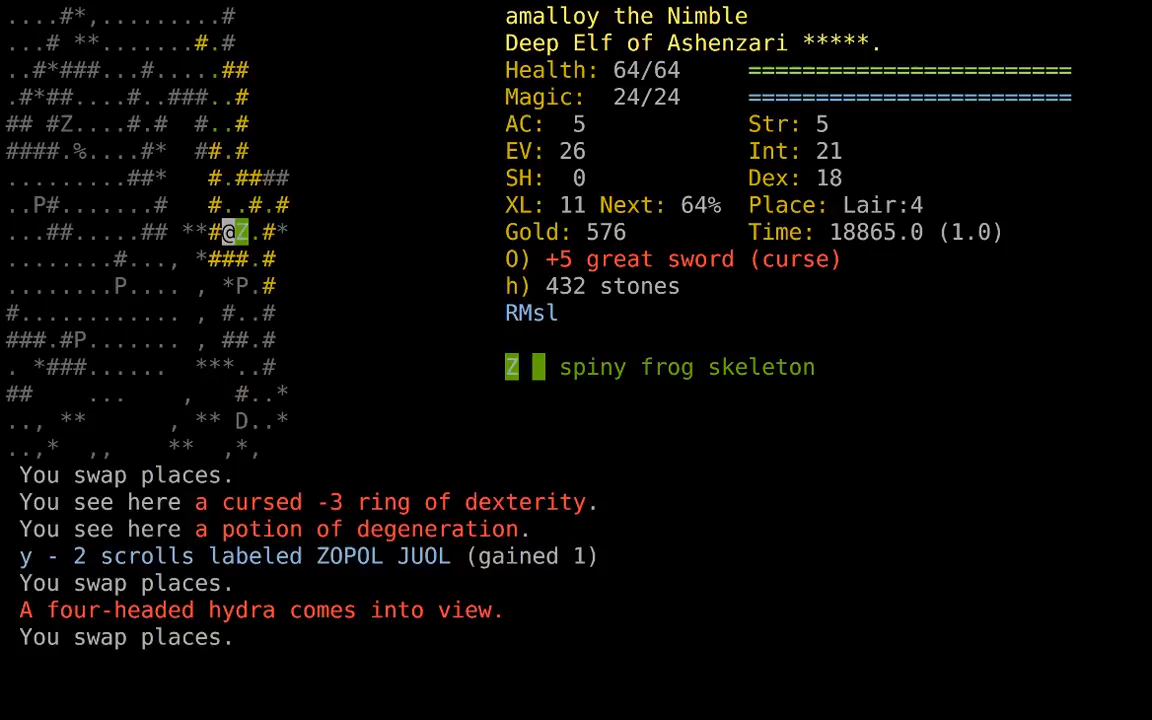 ....#*,.........#          amalloy the Nimble
...# **.......#.#          Deep Elf of Ashenzari *****.
..#*###...#.....##         Health: 64/64     ========================
.#*##....#..###..#         Magic:  24/24     ========================
## #Z....#.#  #..#         AC:  5            Str: 5
####.%....#*  ##.#         EV: 26            Int: 21
.........##*   #.####      SH:  0            Dex: 18
..P#.......#   #..#.#      XL: 11 Next: 64%  Place: Lair:4
...##.....## **#@Z.#*      Gold: 576         Time: 18865.0 (1.0)
........#..., *###.#       O) +5 great sword (curse)
........P.... , *P.#       h) 432 stones
#............ , #..#       RMsl
###.#P....... , ##.#
. *###......  ***..#       Z   spiny frog skeleton
##    ...    ,   #..*
.., **      , ** D..*
..,*  ,,    **  ,*,
You swap places.
You see here a cursed -3 ring of dexterity.
You see here a potion of degeneration.
y - 2 scrolls labeled ZOPOL JUOL (gained 1)
You swap places.
A four-headed hydra comes into view.
You swap places.